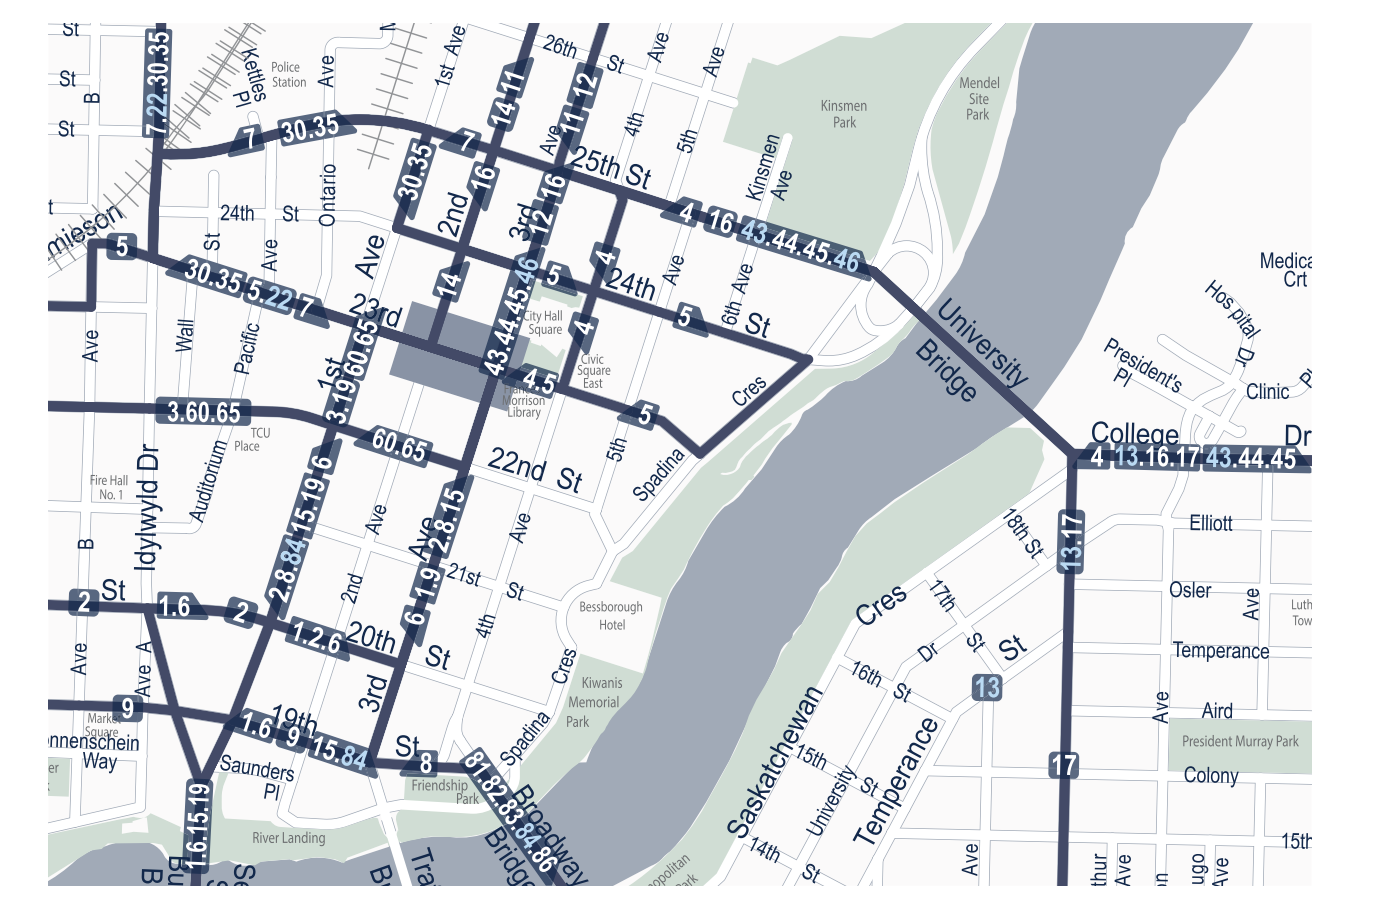 St
St
St
B
7.22.30.35
Kettles
Pl
Police
Station
Ave
1st Ave
14.11
26th St
11.12
Ave
Ave
Ave
4th
5th
Kinsmen
Park
Mendel
Site
Park
7
30.35
7
30.35
16
2nd
25th St
16
12
3rd
Kinsmen
Ave
4
16
43.44.45.46
Jamieson
24th St
St
Ontario
Ave
Ave
5
30.35
5.22
7
Wall
Pacific
23rd
14
43.44.45.46
5
4
24th
St
5
4
Ave
6th Ave
City Hall
Square
Civic
Square
East
4.5
Morrison
Library
5
Cres
Spadina
5th
University
Bridge
Medica
Crt
Hospital
Dr
President's
Pl
Clinic
College
Dr
4
13.16.17
43.44.45
Ave
1st
3.19
60.65
3.60.65
TCU
Place
60.65
22nd St
Fire Hall
No. 1
Idylwyld Dr
Auditorium
6
2.8.84
15.19
Ave
Ave
2.8.15
Ave
21st
St
1.9
6
2nd
4th
13.17
18th St
Elliott
Osler
Ave
Luth
Tow
Temperance
B
Ave
2
St
1.6
2
1.2.6
20th
St
Bessborough
Hotel
Cres
17th
St
Dr
St
13
16th
St
Ave
A
Ave
3rd
Cres
Kiwanis
Memorial
Park
Spadina
Saskatchewan
Temperance
University
15th
St
14th
St
9
Market
Square
onnenschein
Way
19th
1.6
9
15.84
St
8
Saunders
Pl
Friendship
Park
81.82.83.84.86
Broadway
Bridge
River Landing
1.6.15.19
Ave
Aird
President Murray Park
Colony
17
15th
Ave
Ave
Ave